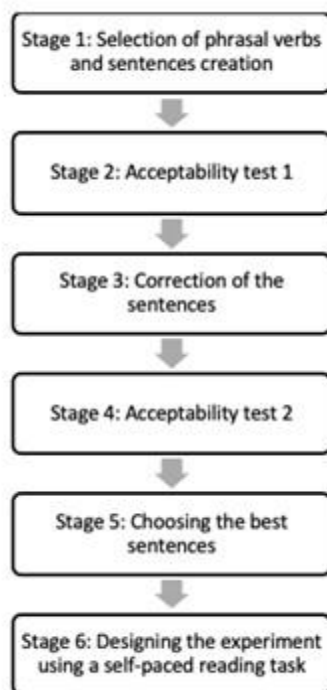 Stage 1: Selection of phrasal verbs
and sentences creation
Stage 2: Acceptability test 1
Stage 3: Correction of the
sentences
Stage 4: Acceptability test 2
Stage 5: Choosing the best
sentences
Stage 6: Designing the experiment
using a self-paced reading task